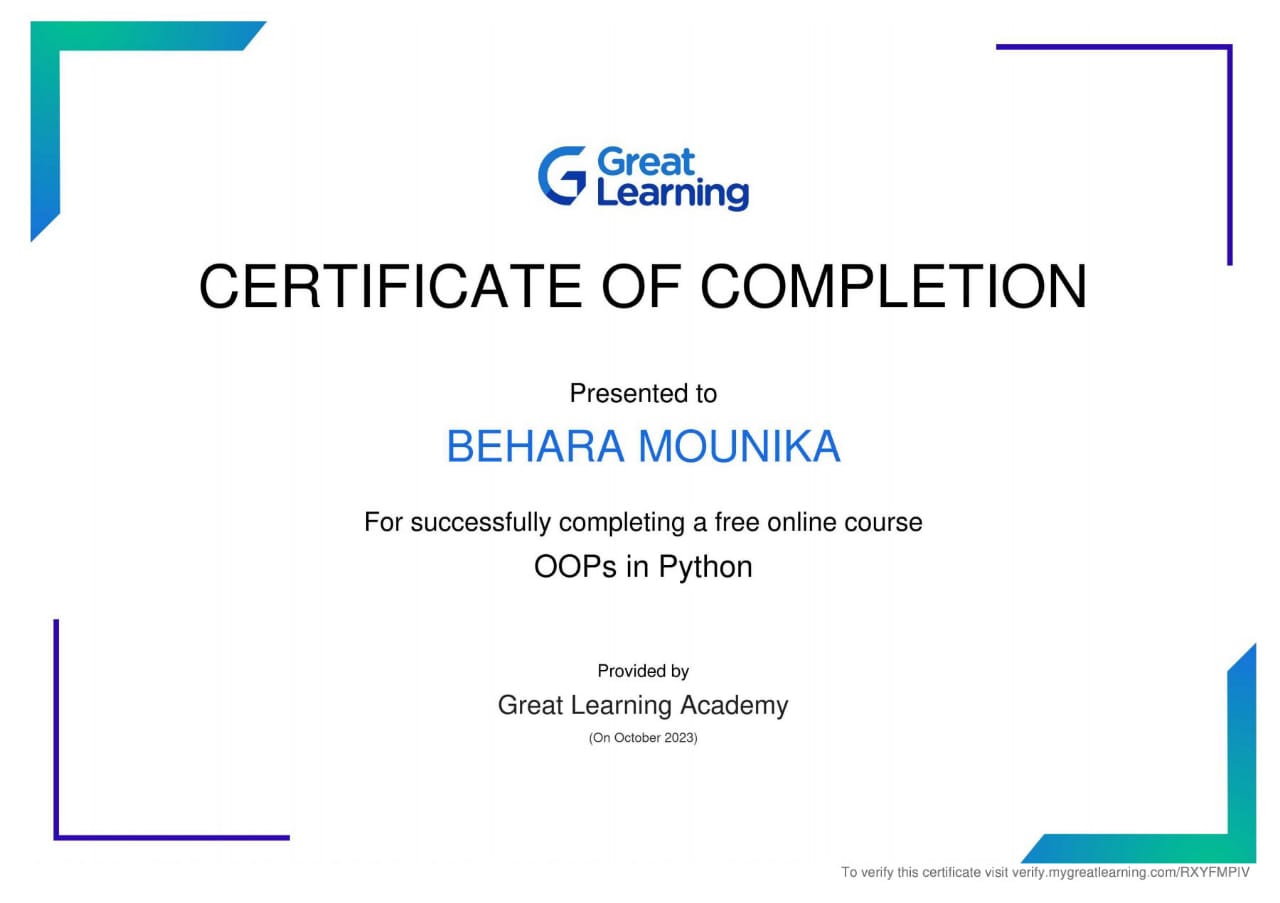 Great
Learning
CERTIFICATE OF COMPLETION
Presented to
BEHARA MOUNIKA
For successfully completing a free online course
OOPs in Python
Provided by
Great Learning Academy
(On October 2023)
To verify this certificate visit verify.mygreatlearning.com/RXYFMPIV